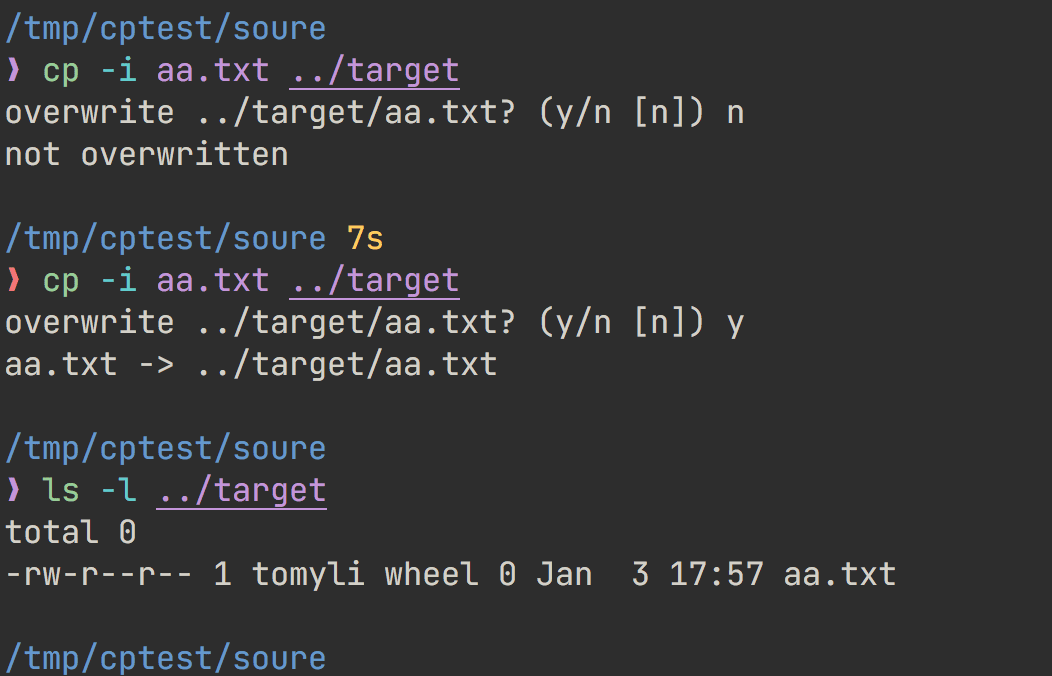 /tmp/cptest/soure
❯ cp -i aa.txt ../target
overwrite ../target/aa.txt? (y/n [n]) n
not overwritten
/tmp/cptest/soure 7s
❯ cp -i aa.txt ../target
overwrite ../target/aa.txt? (y/n [n]) y
aa.txt -> ../target/aa.txt
/tmp/cptest/soure
❯ ls -l ../target
total 0
-rw-r--r-- 1 tomyli wheel 0 Jan  3 17:57 aa.txt
/tmp/cptest/soure